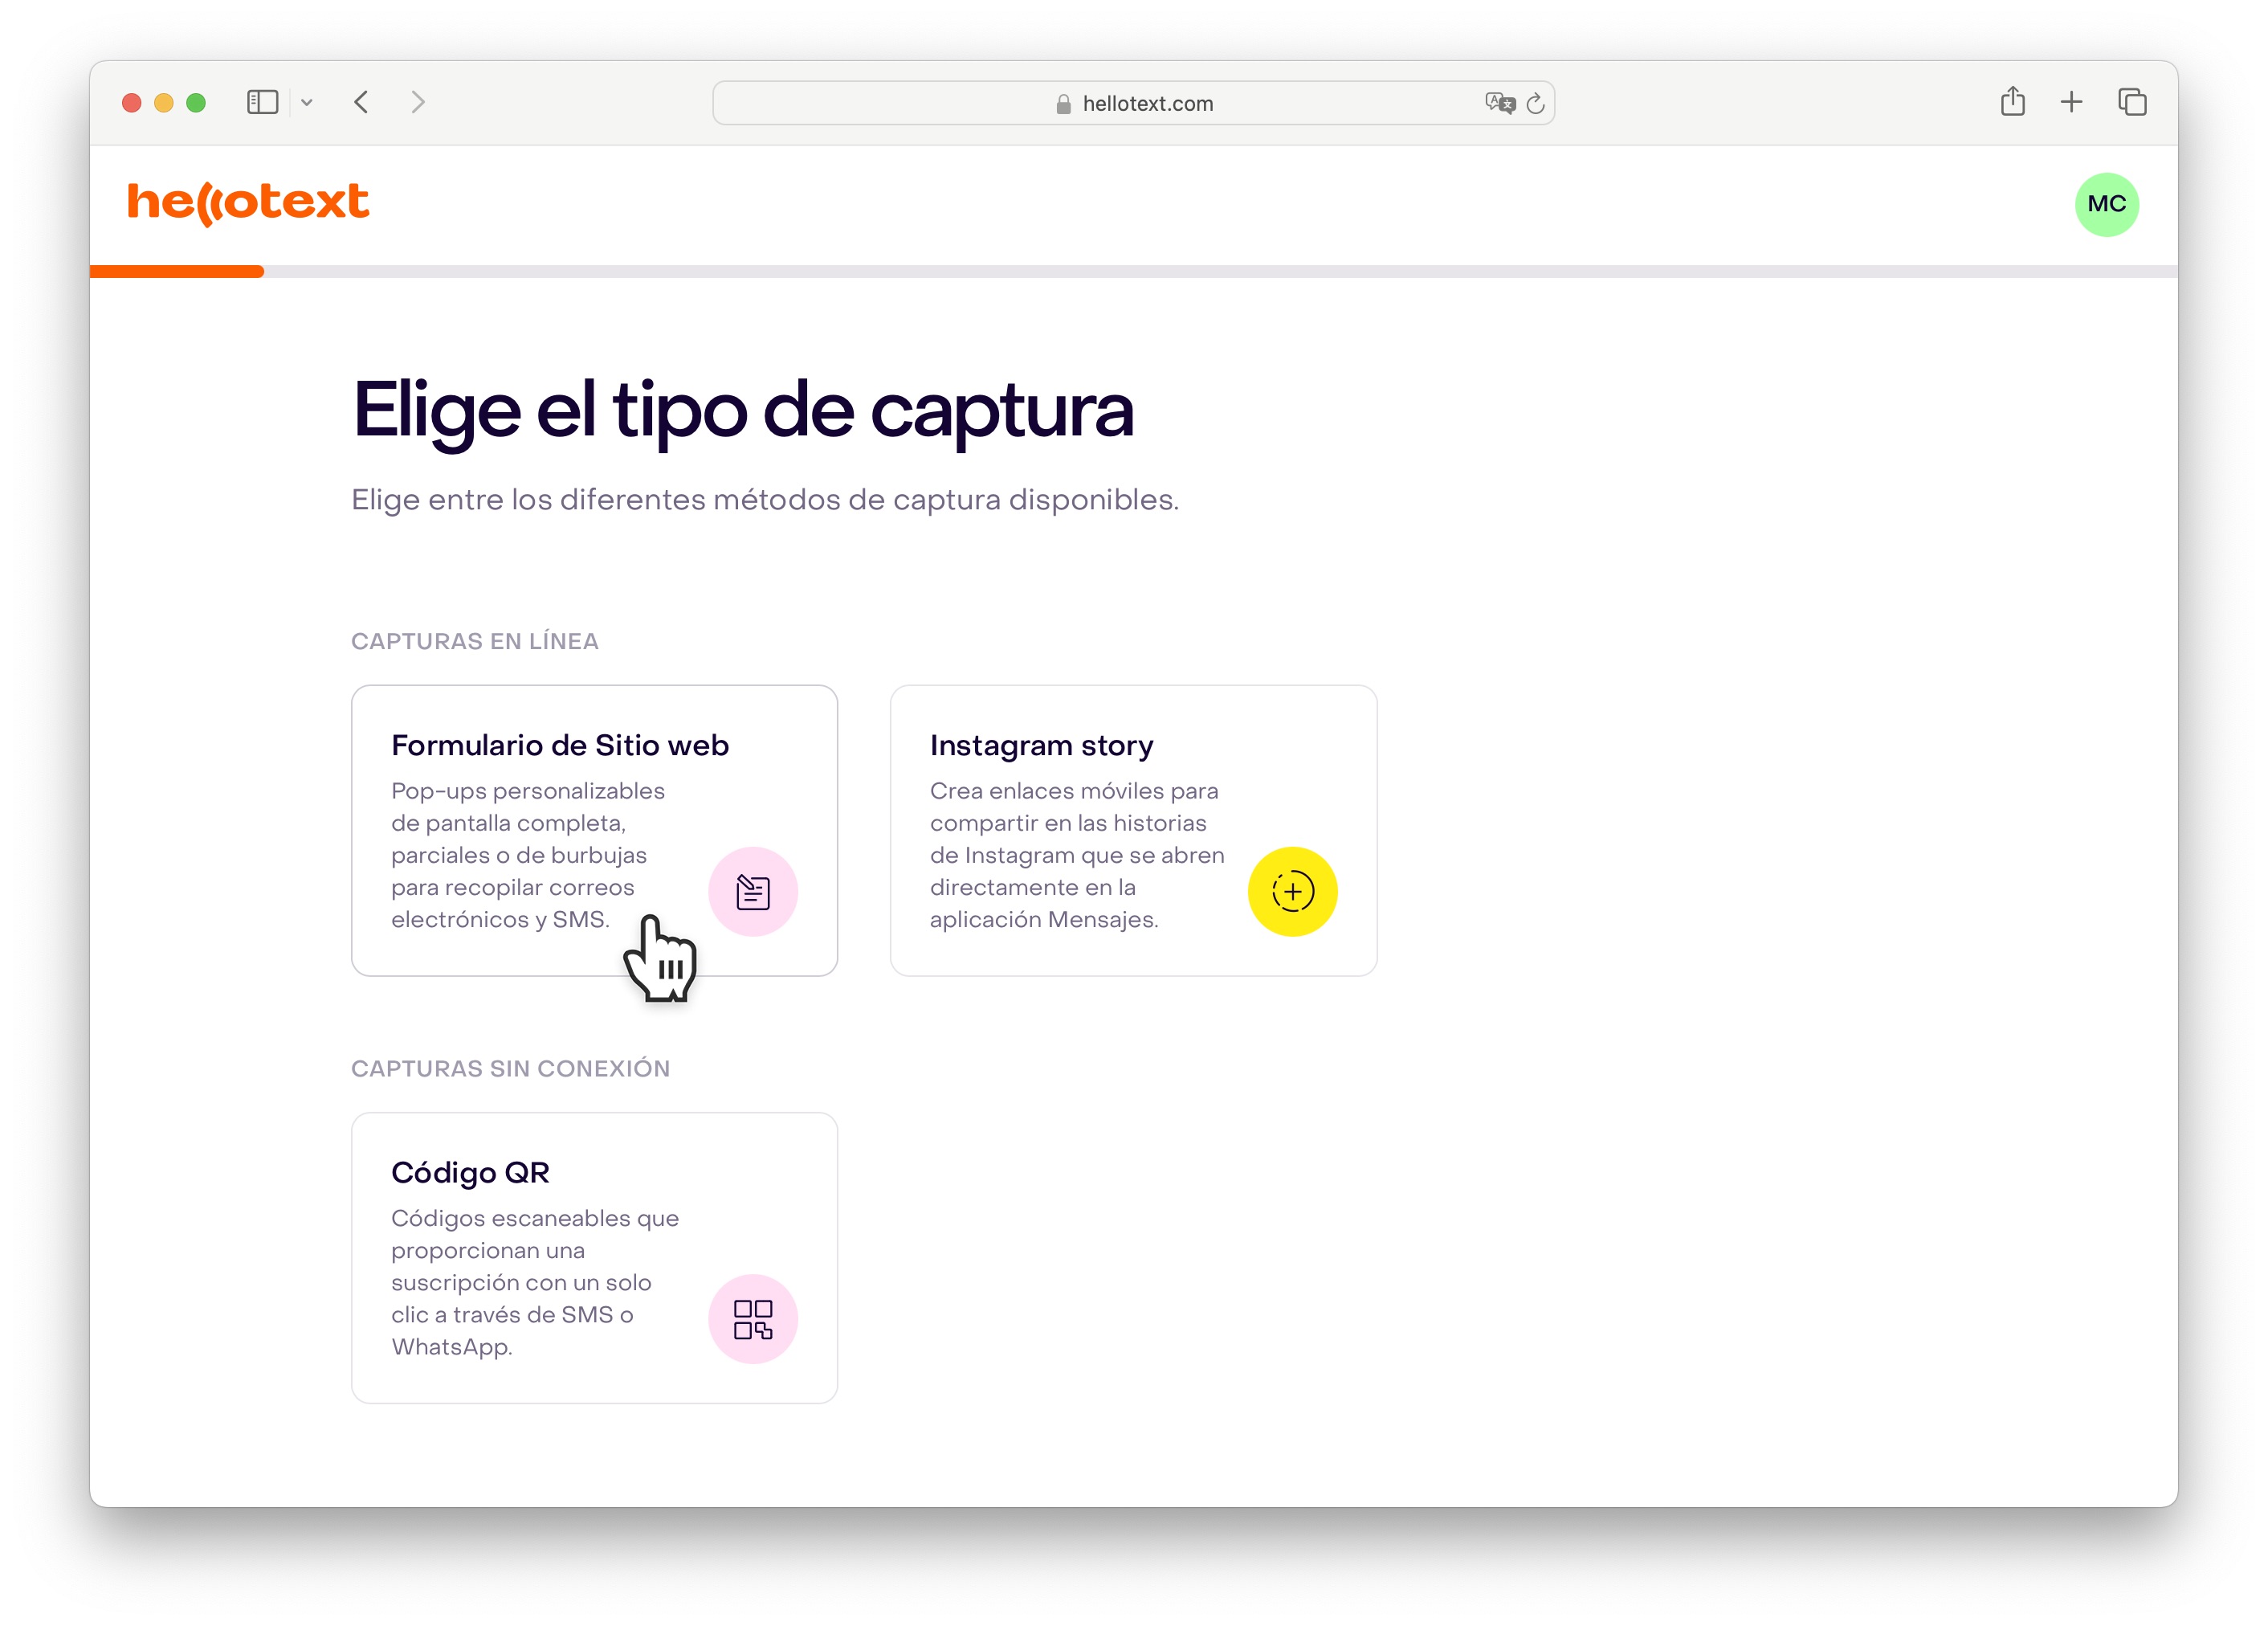 hellotext.com
hellotext
MC
Elige el tipo de captura
Elige entre los diferentes métodos de captura disponibles.
CAPTURAS EN LÍNEA
Formulario de Sitio web
Pop-ups personalizables
de pantalla completa,
parciales o de burbujas
para recopilar correos
electrónicos y SMS.
Instagram story
Crea enlaces móviles para
compartir en las historias
de Instagram que se abren
directamente en la
aplicación Mensajes.
CAPTURAS SIN CONEXIÓN
Código QR
Códigos escaneables que
proporcionan una
suscripción con un solo
clic a través de SMS o
WhatsApp.